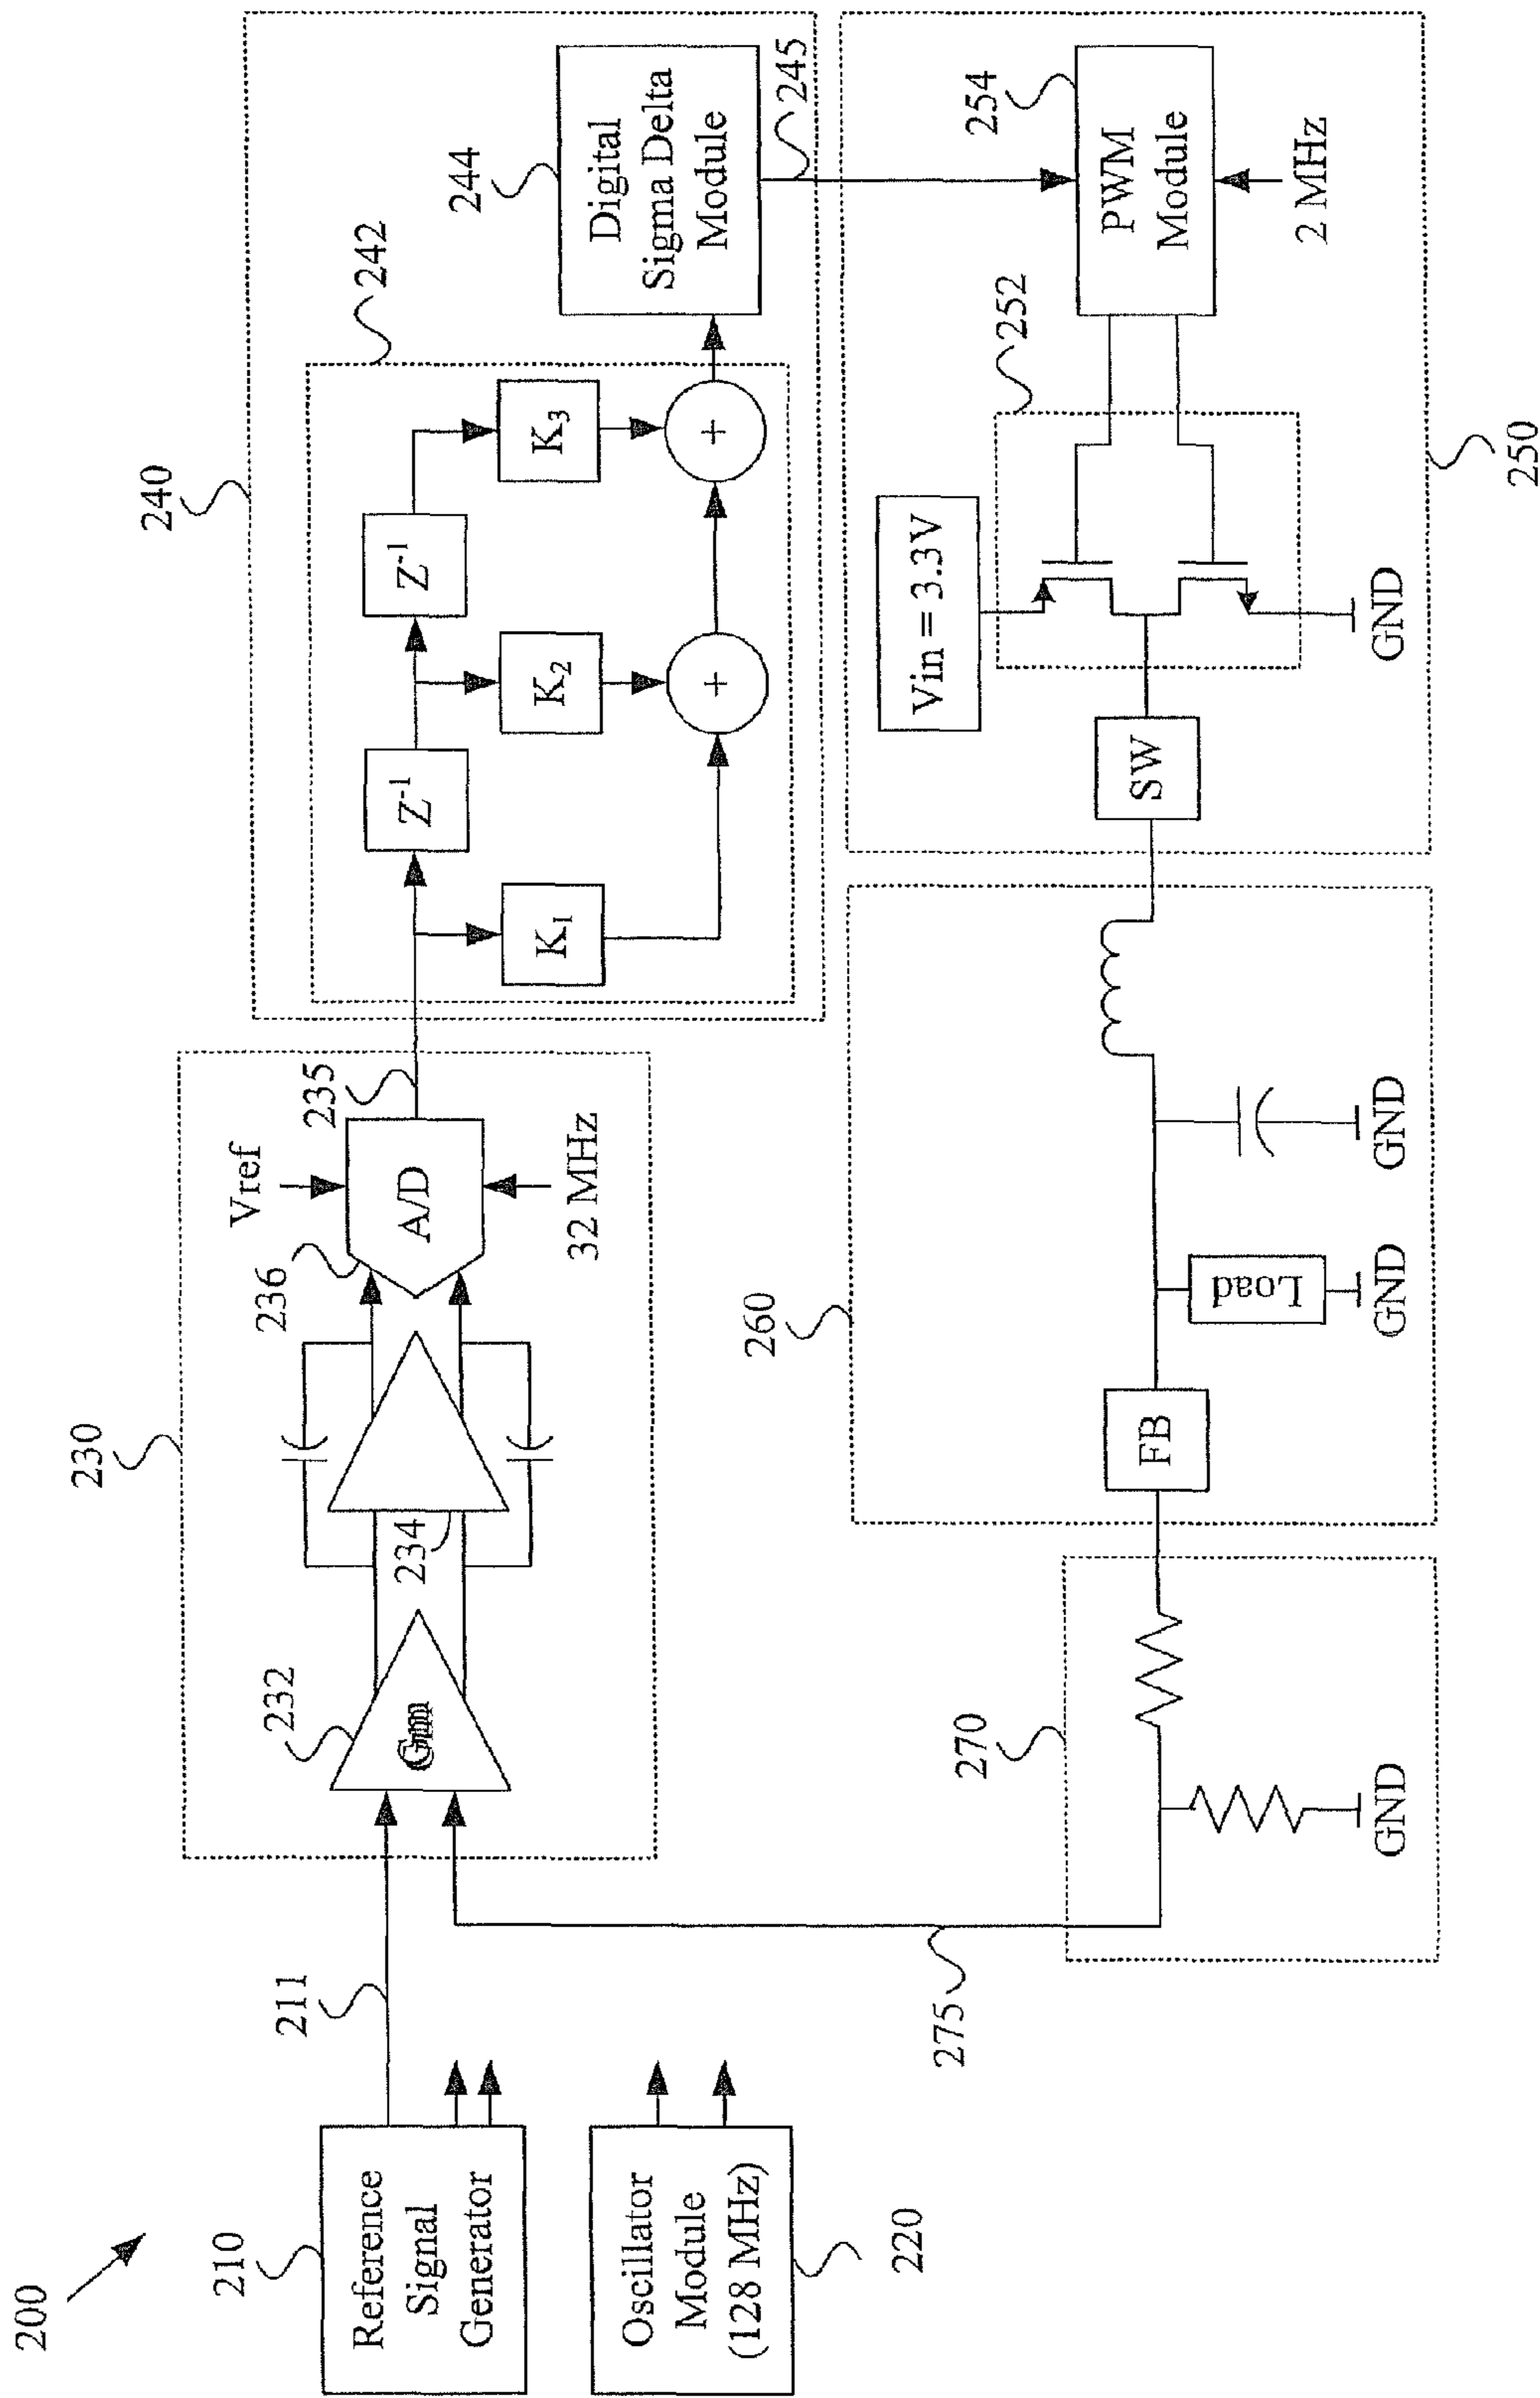 200
210
Reference
Signal
Generator
211
Oscillator
Module
(128 MHz)
220
230
232
Gm
234
236
Vref
A/D
32 MHz
235
240
242
Z-1
Z-1
K1
K2
K3
+
+
244
Digital
Sigma Delta
Module
245
250
254
PWM
Module
2 MHz
252
Vin = 3.3V
GND
SW
260
GND
Load
GND
FB
270
GND
275